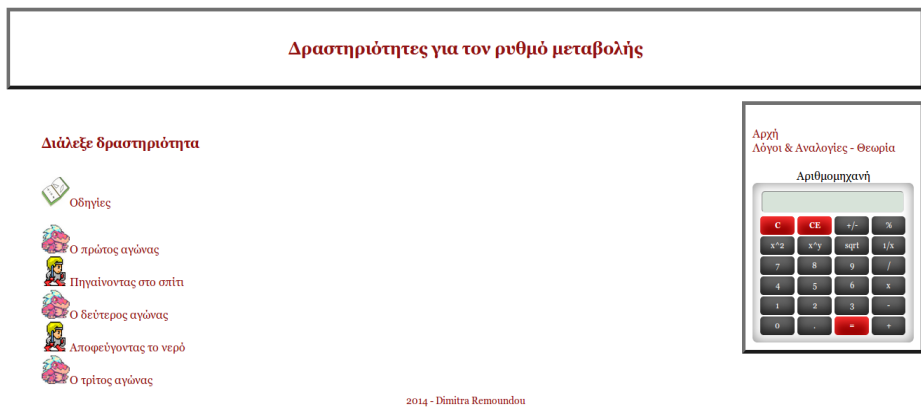 Δραστηριότητες για τον ρυθμό μεταβολής
Διάλεξε δραστηριότητα
Οδηγίες
Ο πρώτος αγώνας
Πηγαίνοντας στο σπίτι
Ο δεύτερος αγώνας
Αποφεύγοντας το νερό
Ο τρίτος αγώνας
Αρχή
Λόγοι & Αναλογίες - Θεωρία
Αριθμομηχανή
C CE +/- %
x^2 x^y sqrt 1/x
7 8 9 /
4 5 6 x
1 2 3 -
0 . = +
2014 - Dimitra Remoundou